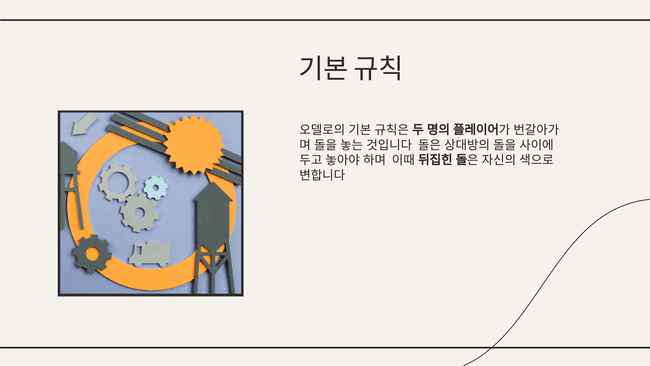 기본 규칙
오델로의 기본 규칙은 두 명의 플레이어가 번갈아가
며 돌을 놓는 것입니다 돌은 상대방의 돌을 사이에
두고 놓아야 하며 이때 뒤집힌 돌은 자신의 색으로
변합니다